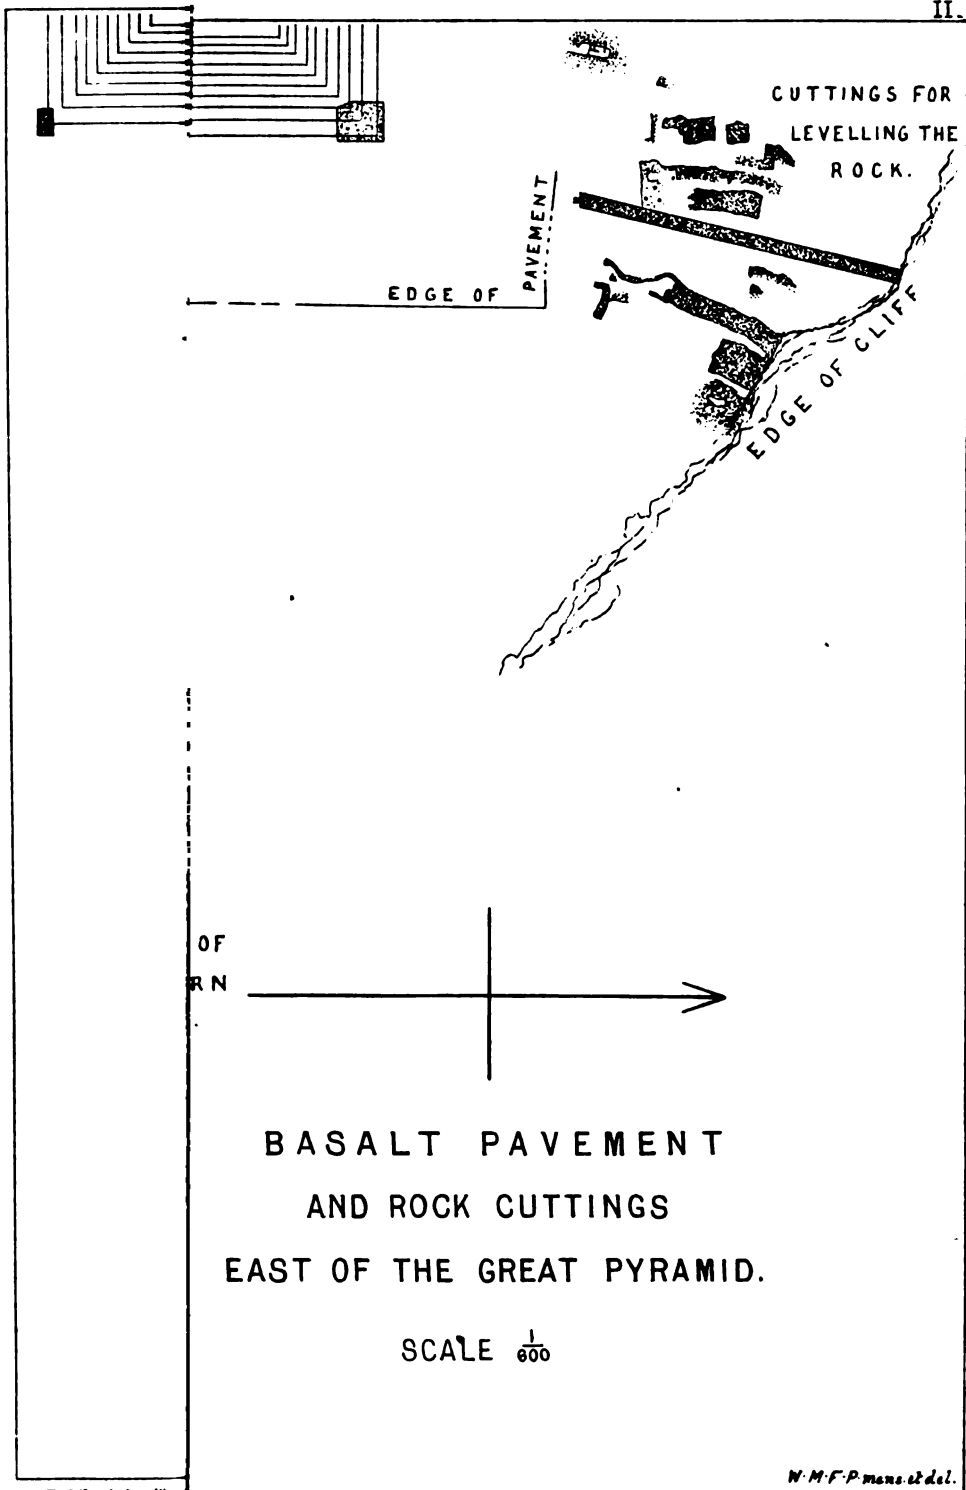 II.
CUTTINGS FOR
LEVELLING THE
ROCK.
PAVEMENT
EDGE OF
EDGE OF CLIFF
OF
RN
BASALT PAVEMENT
AND ROCK CUTTINGS
EAST OF THE GREAT PYRAMID.
SCALE 1/600
W.M.F.P. mens. et del.